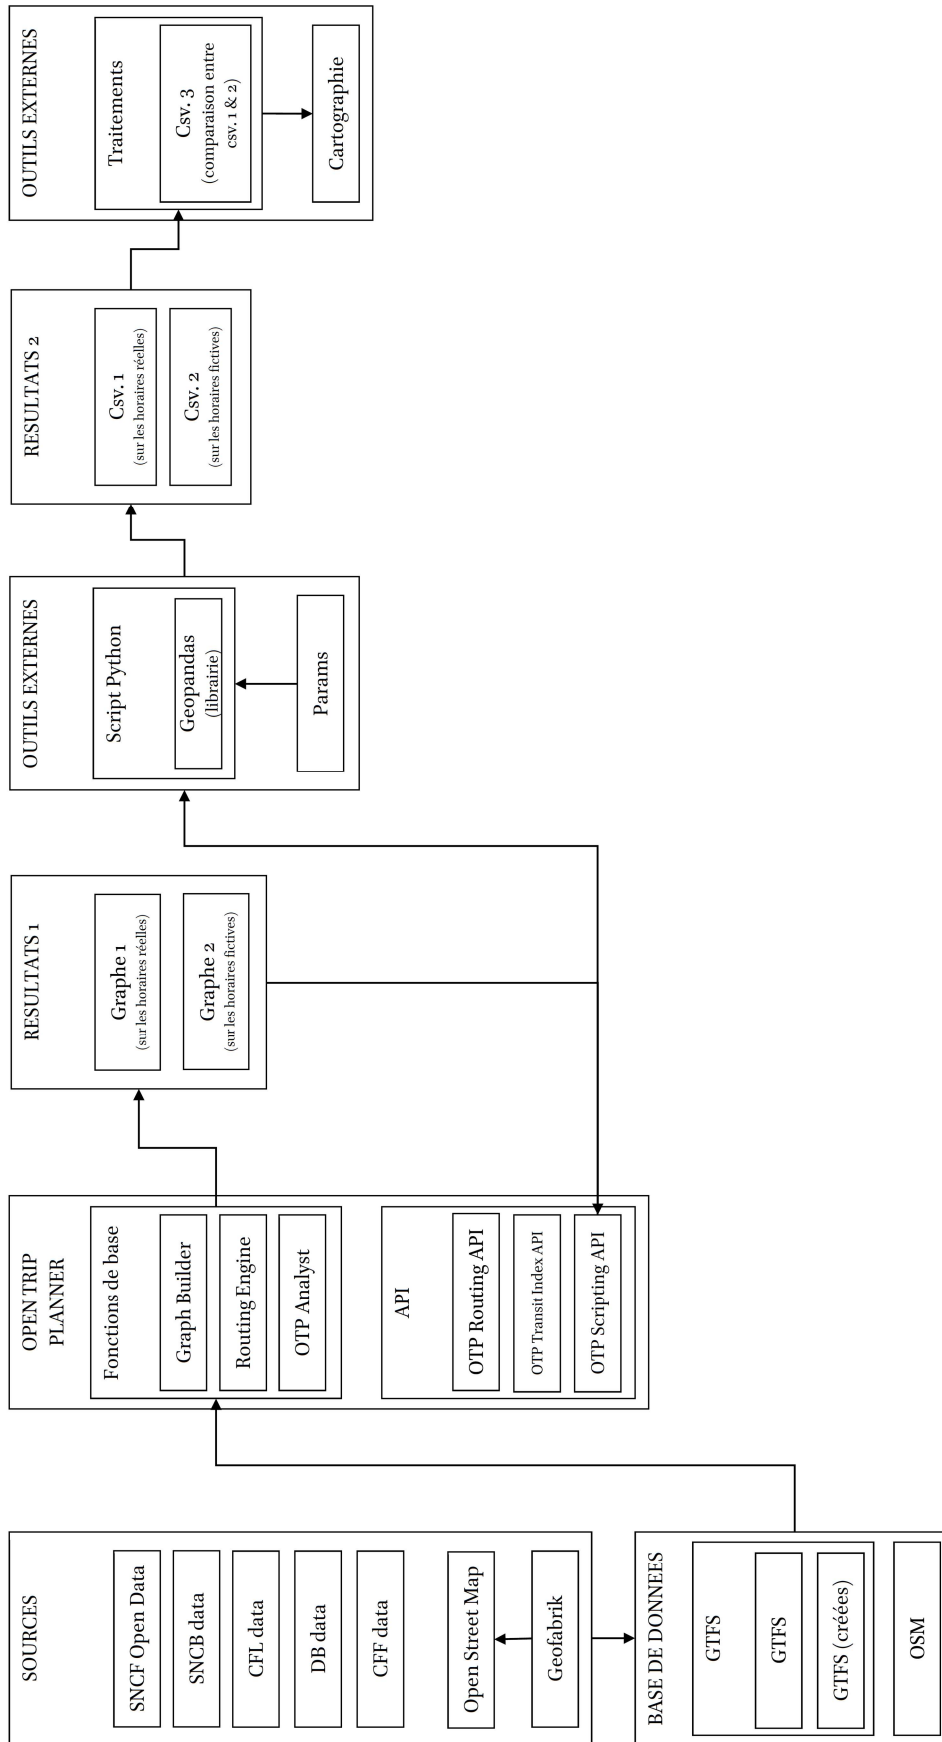 SOURCES
SNCF Open Data
SNCB data
CFL data
DB data
CFF data
Open Street Map
Geofabrik
BASE DE DONNEES
GTFS
GTFS
GTFS (créées)
OSM
OPEN TRIP
PLANNER
Fonctions de base
Graph Builder
Routing Engine
OTP Analyst
API
OTP Routing API
OTP Transit Index API
OTP Scripting API
RESULTATS 1
Graphe 1
(sur les horaires réelles)
Graphe 2
(sur les horaires fictives)
OUTILS EXTERNES
Script Python
Geopandas
(librairie)
Params
RESULTATS 2
Csv. 1
(sur les horaires réelles)
Csv. 2
(sur les horaires fictives)
OUTILS EXTERNES
Traitements
Csv. 3
(comparaison entre
csv. 1 & 2)
Cartographie